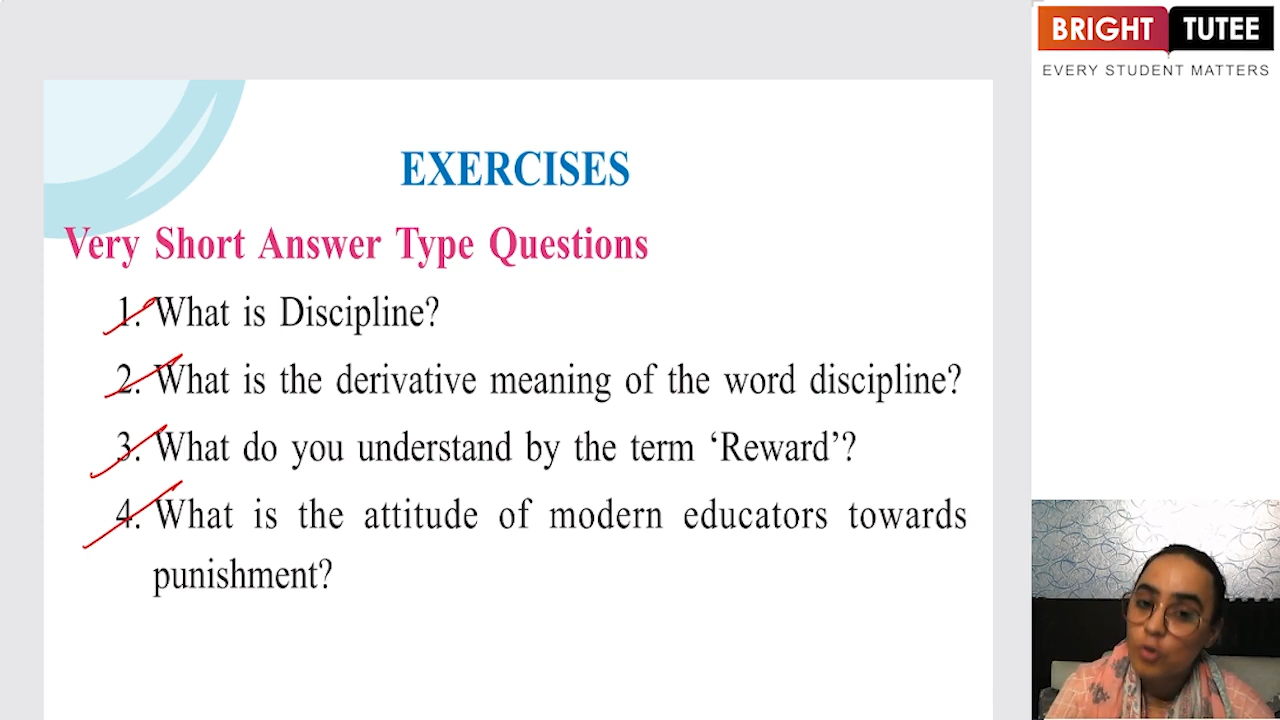 BRIGHT TUTEE
EVERY STUDENT MATTERS
EXERCISES
Very Short Answer Type Questions
1. What is Discipline?
2. What is the derivative meaning of the word discipline?
3. What do you understand by the term ‘Reward’?
4. What is the attitude of modern educators towards
punishment?